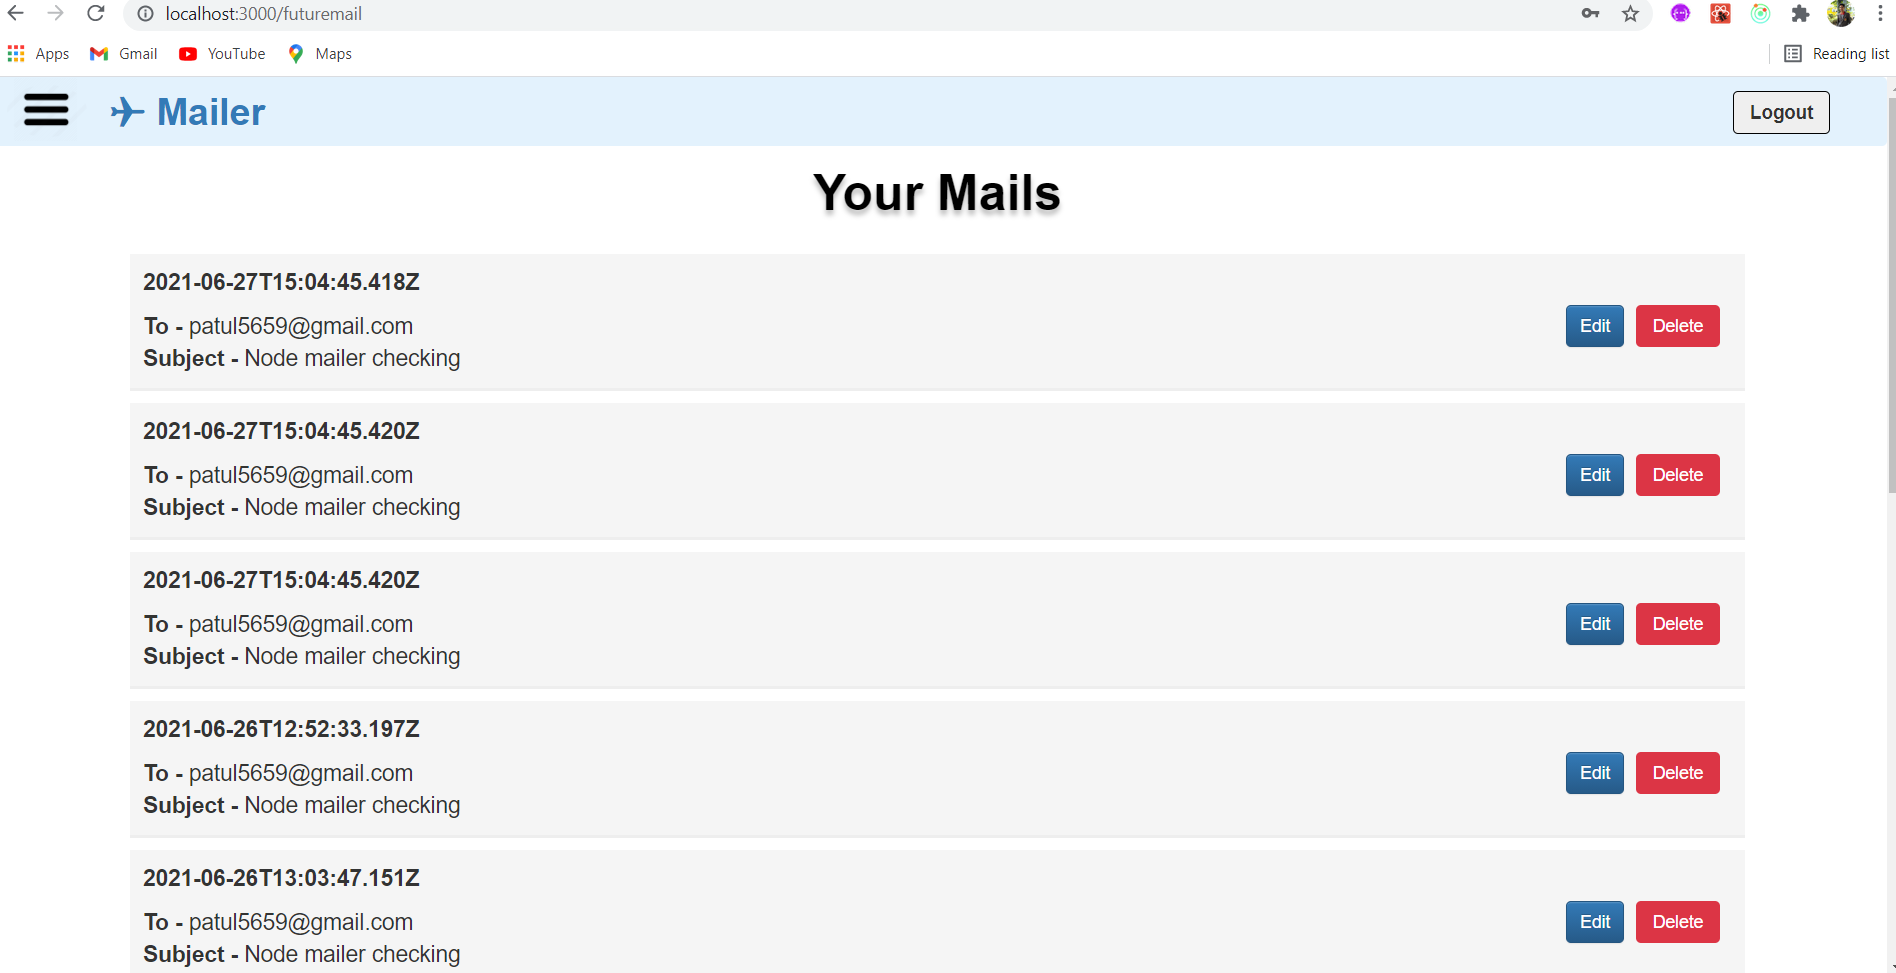 localhost:3000/futuremail
Apps Gmail YouTube Maps Reading list
Mailer Logout
Your Mails
2021-06-27T15:04:45.418Z
To - patul5659@gmail.com
Subject - Node mailer checking
Edit Delete
2021-06-27T15:04:45.420Z
To - patul5659@gmail.com
Subject - Node mailer checking
Edit Delete
2021-06-27T15:04:45.420Z
To - patul5659@gmail.com
Subject - Node mailer checking
Edit Delete
2021-06-26T12:52:33.197Z
To - patul5659@gmail.com
Subject - Node mailer checking
Edit Delete
2021-06-26T13:03:47.151Z
To - patul5659@gmail.com
Subject - Node mailer checking
Edit Delete